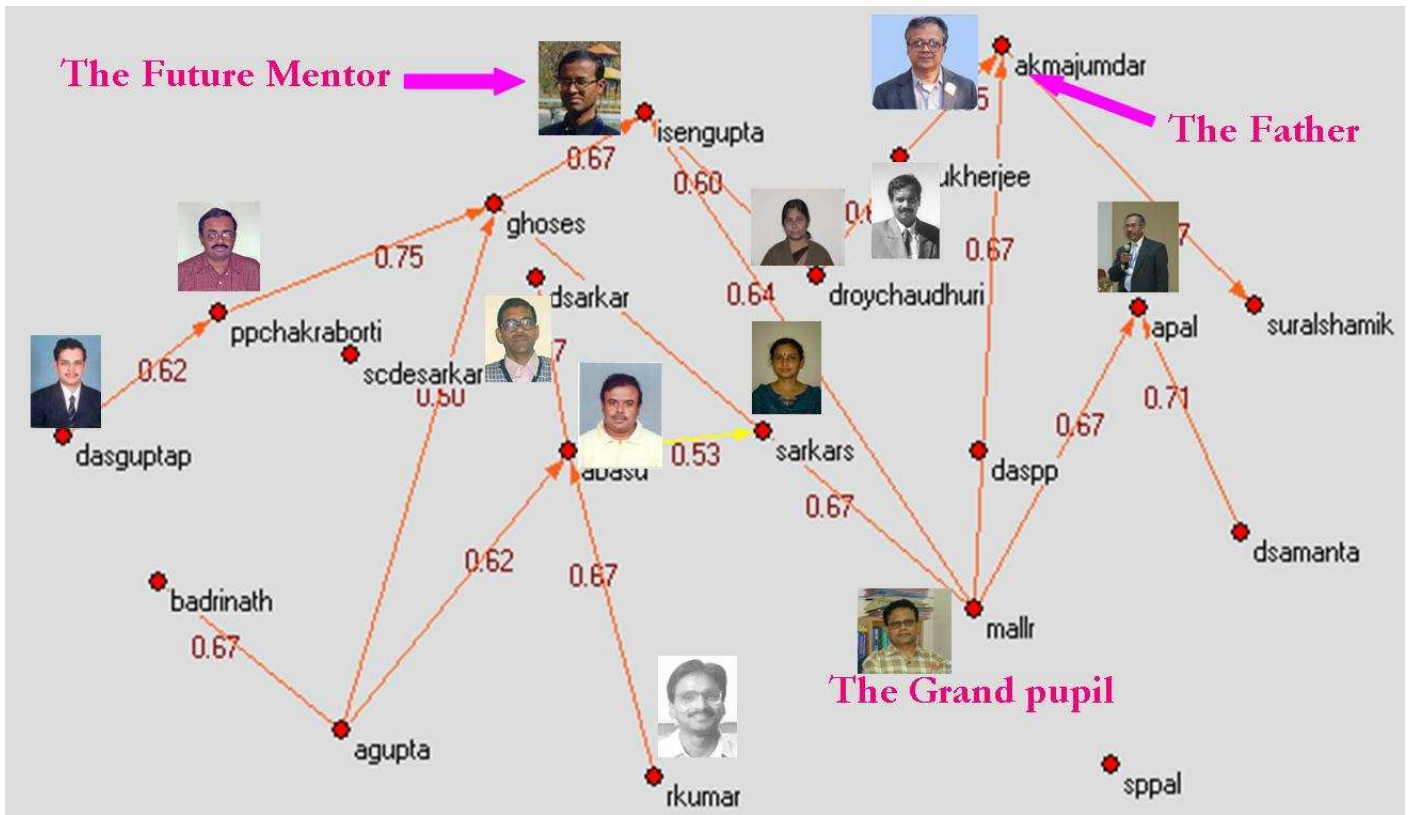 The Future Mentor
akmajumdar
isengupta
The Father
0.67
0.60
ukherjee
ghoses
0.75
0.67
dsarkar
0.64
droychaudhuri
apal
suralshamik
ppchakraborti
scdesarkar
0.62
0.50
0.71
0.67
dasguptap
0.53
sarkars
daspp
abasu
0.67
dsamanta
0.62
0.67
badrinath
mallr
0.67
The Grand pupil
agupta
rkumar
sppal